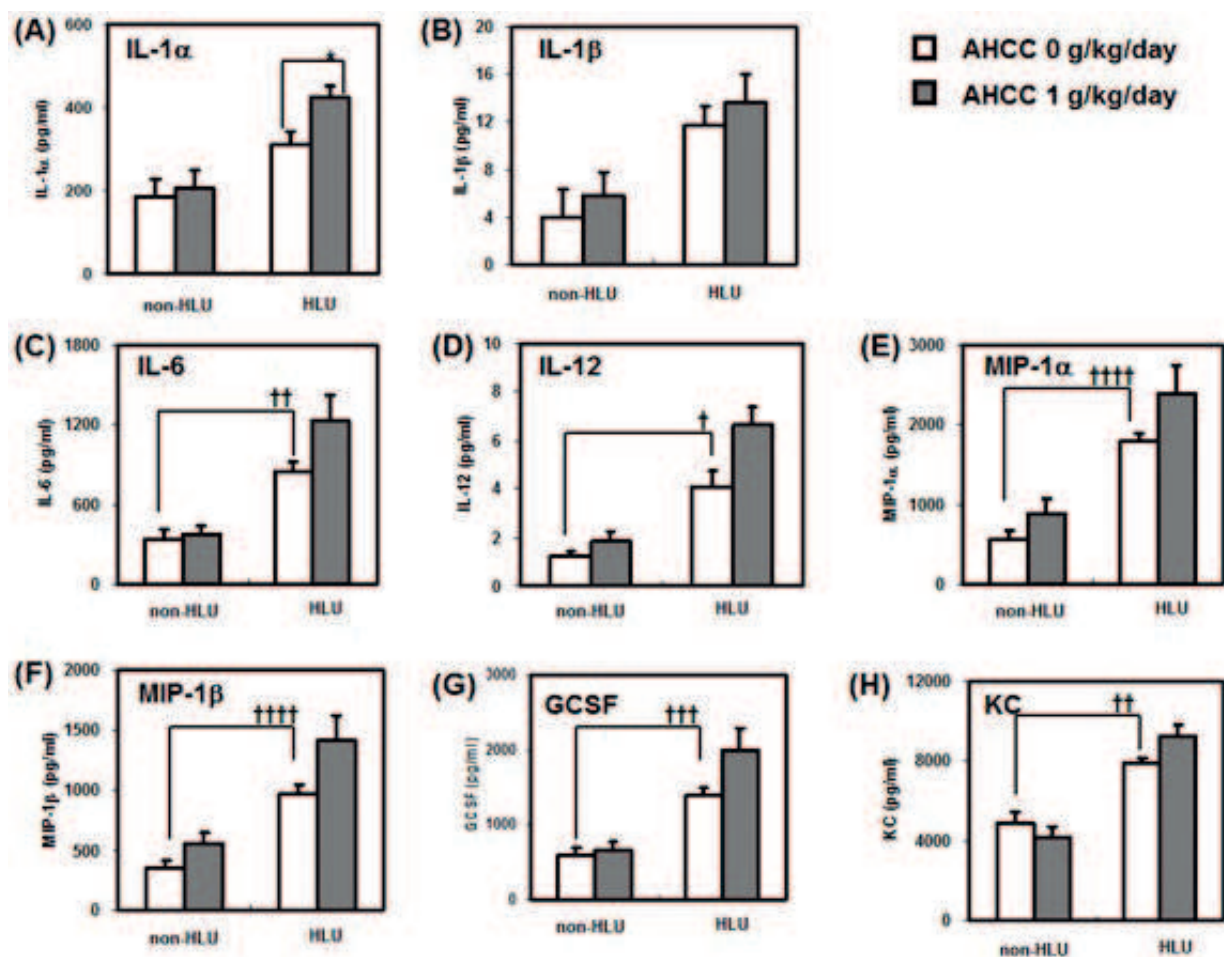 (A)
IL-1α
IL-1α (pg/ml)
600
400
200
0
*
non-HLU HLU
(B)
IL-1β
IL-1β (pg/ml)
20
16
12
8
4
0
non-HLU HLU
AHCC 0 g/kg/day
AHCC 1 g/kg/day
(C)
IL-6
IL-6 (pg/ml)
1800
1200
600
0
††
non-HLU HLU
(D)
IL-12
IL-12 (pg/ml)
10
8
6
4
2
0
†
non-HLU HLU
(E)
MIP-1α
MIP-1α (pg/ml)
3000
2000
1000
0
††††
non-HLU HLU
(F)
MIP-1β
MIP-1β (pg/ml)
2000
1500
1000
500
0
††††
non-HLU HLU
(G)
GCSF
GCSF (pg/ml)
3000
2000
1000
0
†††
non-HLU HLU
(H)
KC
KC (pg/ml)
12000
8000
4000
0
††
non-HLU HLU